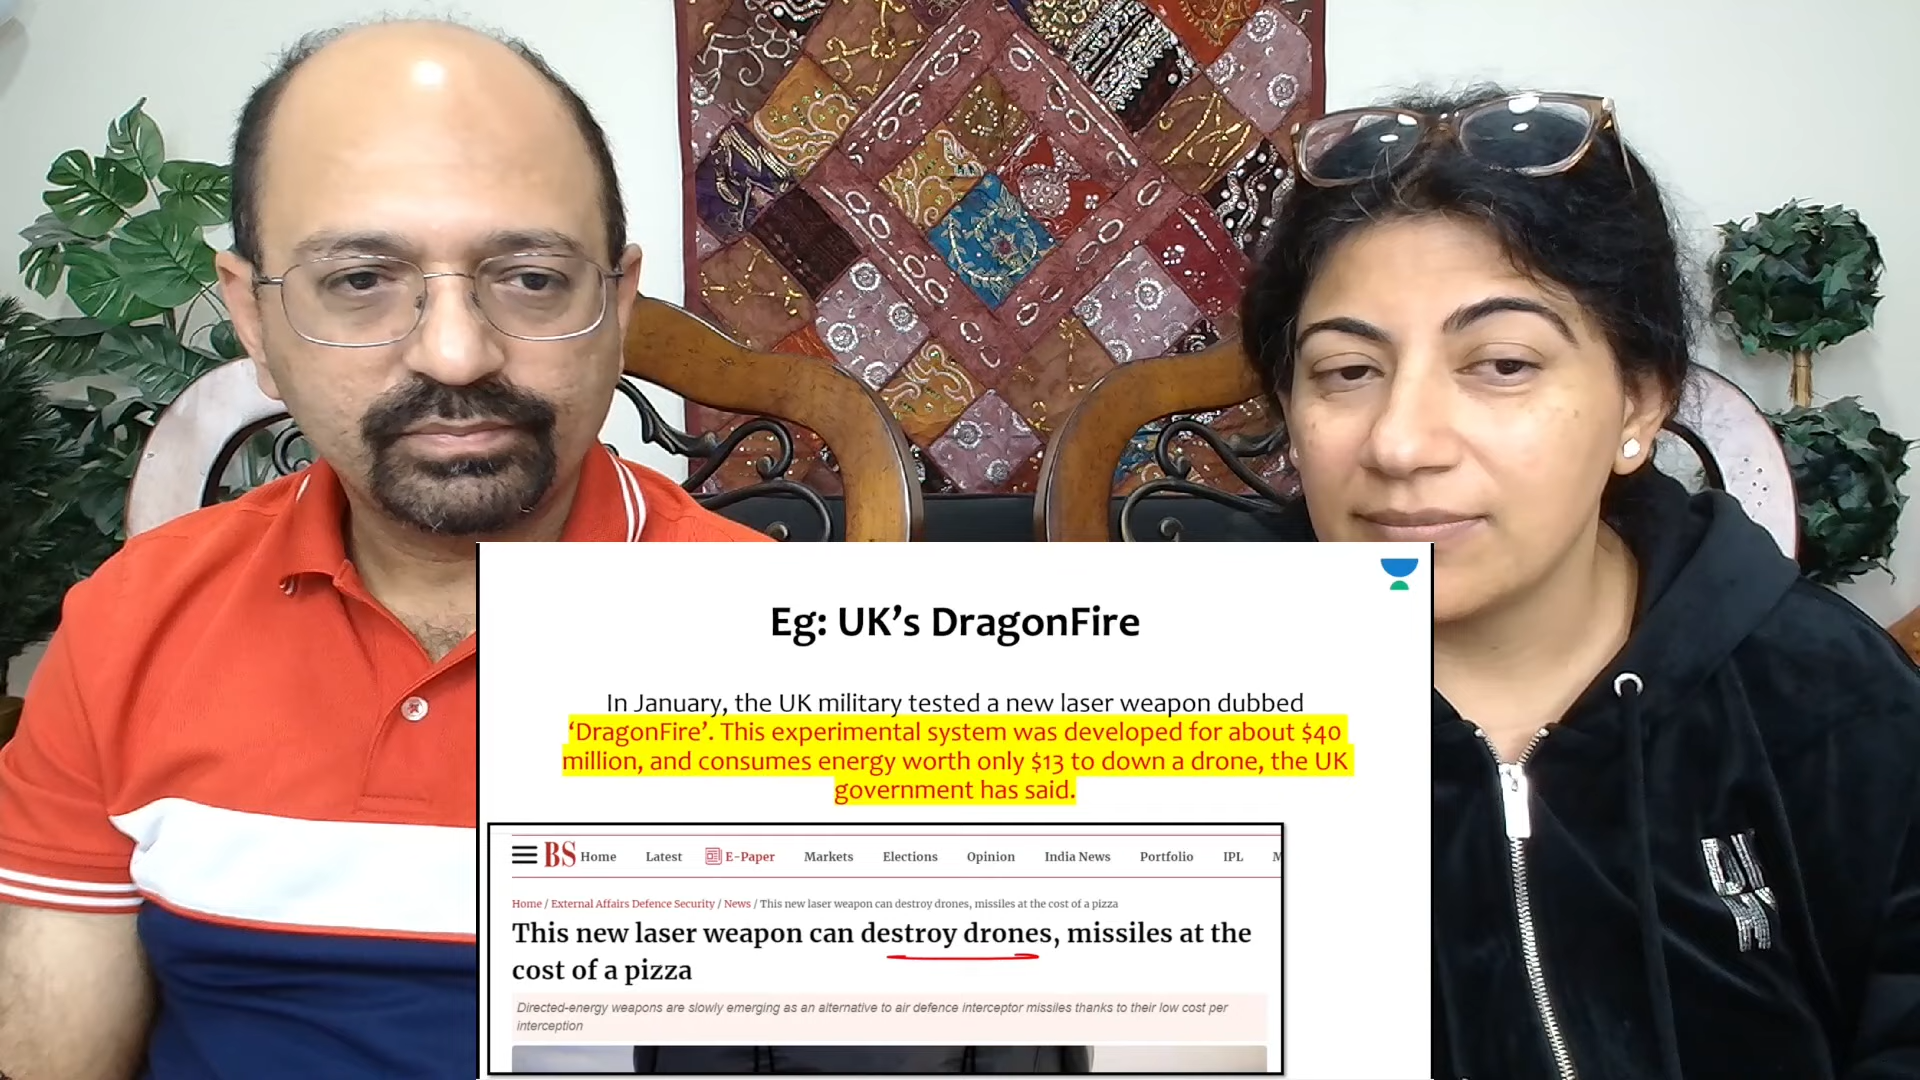 Eg: UK’s DragonFire
In January, the UK military tested a new laser weapon dubbed
‘DragonFire’. This experimental system was developed for about $40
million, and consumes energy worth only $13 to down a drone, the UK
government has said.
BS Home Latest E-Paper Markets Elections Opinion India News Portfolio IPL M
Home / External Affairs Defence Security / News / This new laser weapon can destroy drones, missiles at the cost of a pizza
This new laser weapon can destroy drones, missiles at the
cost of a pizza
Directed-energy weapons are slowly emerging as an alternative to air defence interceptor missiles thanks to their low cost per
interception